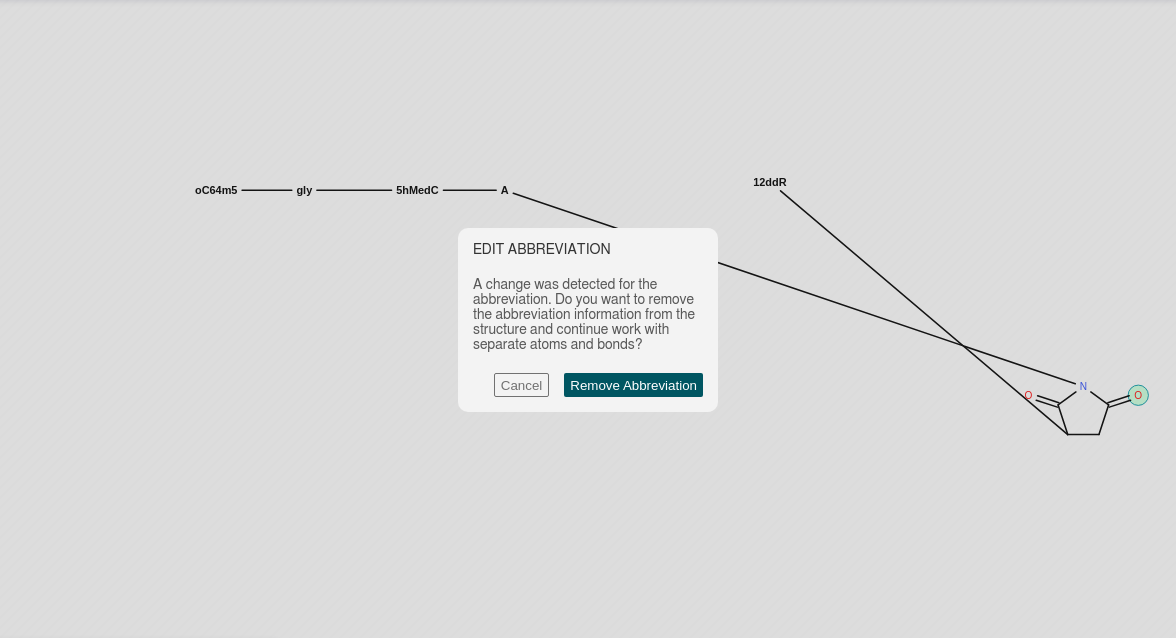 12ddR
oC64m5 gly 5hMedC A
EDIT ABBREVIATION
A change was detected for the
abbreviation. Do you want to remove
the abbreviation information from the
structure and continue work with
separate atoms and bonds?
Cancel Remove Abbreviation
N
O O